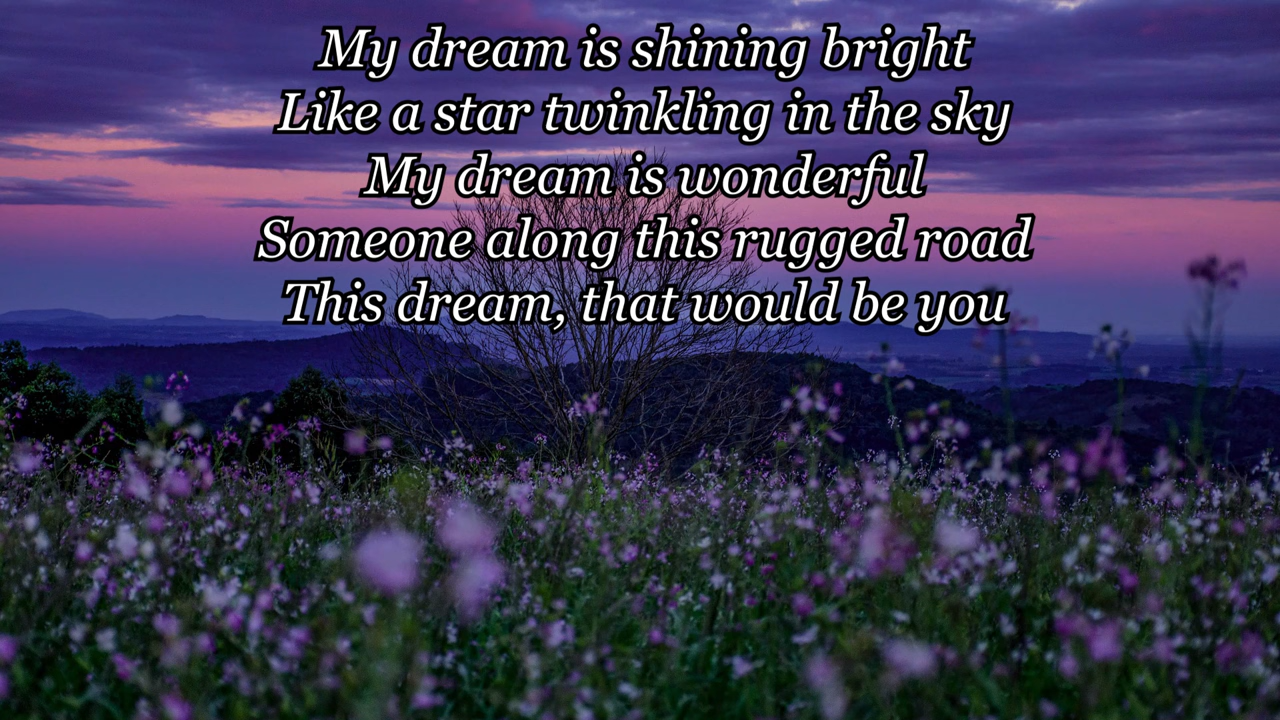 My dream is shining bright
Like a star twinkling in the sky
My dream is wonderful
Someone along this rugged road
This dream, that would be you